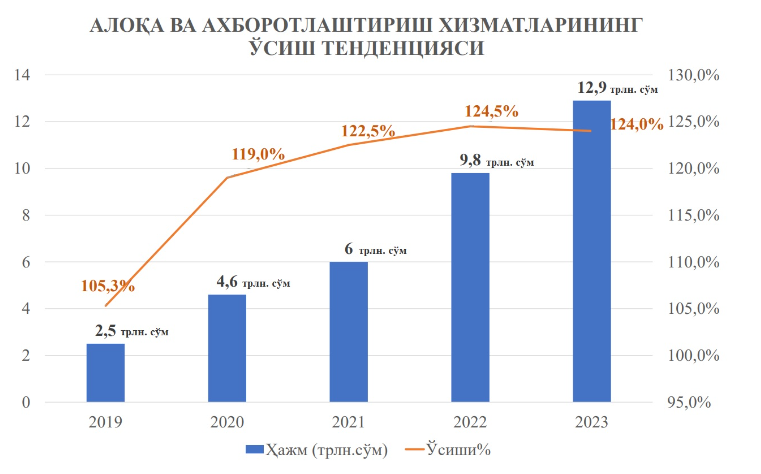 АЛОҚА ВА АХБОРОТЛАШТИРИШ ХИЗМАТЛАРИНИНГ
ЎСИШ ТЕНДЕНЦИЯСИ
14
12
10
8
6
4
2
0
130,0%
125,0%
120,0%
115,0%
110,0%
105,0%
100,0%
95,0%
105,3%
119,0%
122,5%
124,5%
124,0%
2,5 трлн. сўм
4,6 трлн. сўм
6 трлн. сўм
9,8 трлн. сўм
12,9 трлн. сўм
2019 2020 2021 2022 2023
Ҳажм (трлн.сўм) Ўсиши%